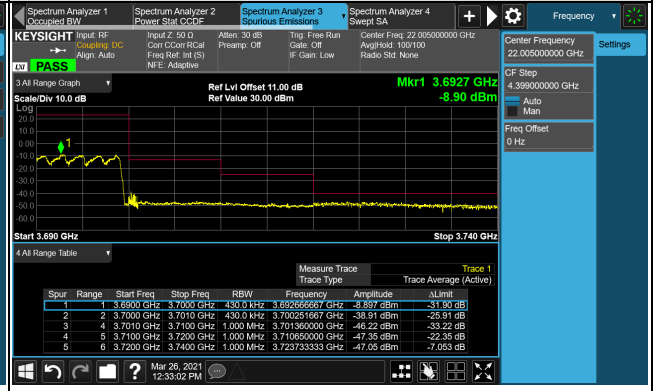 Spectrum Analyzer 1
Occupied BW
Spectrum Analyzer 2
Power Stat CCDF
Spectrum Analyzer 3
Spurious Emissions
Spectrum Analyzer 4
Swept SA
Frequency
KEYSIGHT
Input: RF
Coupling: DC
Align: Auto
Input Z: 50 Ω
Corr CCorr RCal
Freq Ref: Int (S)
NFE: Adaptive
Atten: 30 dB
Preamp: Off
Trig: Free Run
Gate: Off
IF Gain: Low
Center Freq: 22.005000000 GHz
Avg|Hold: 100/100
Radio Std: None
LXI PASS
Center Frequency
22.005000000 GHz
Settings
CF Step
4.399000000 GHz
Auto
Man
Freq Offset
0 Hz
3 All Range Graph
Ref Lvl Offset 11.00 dB
Mkr1 3.6927 GHz
Scale/Div 10.0 dB
Ref Value 30.00 dBm
-8.90 dBm
Log
20.0
10.0
0.00
1
-10.0
-20.0
-30.0
-40.0
-50.0
-60.0
Start 3.690 GHz
Stop 3.740 GHz
4 All Range Table
Measure Trace Trace 1
Trace Type Trace Average (Active)
Spur Range Start Freq Stop Freq RBW Frequency Amplitude ΔLimit
1 1 3.6900 GHz 3.7000 GHz 430.0 kHz 3.692666667 GHz -8.897 dBm -31.90 dB
2 2 3.7000 GHz 3.7010 GHz 430.0 kHz 3.700251667 GHz -38.91 dBm -25.91 dB
3 4 3.7010 GHz 3.7100 GHz 1.000 MHz 3.701360000 GHz -46.22 dBm -33.22 dB
4 5 3.7100 GHz 3.7200 GHz 1.000 MHz 3.710650000 GHz -47.35 dBm -22.35 dB
5 6 3.7200 GHz 3.7400 GHz 1.000 MHz 3.723733333 GHz -47.05 dBm -7.053 dB
?
Mar 26, 2021
12:33:02 PM